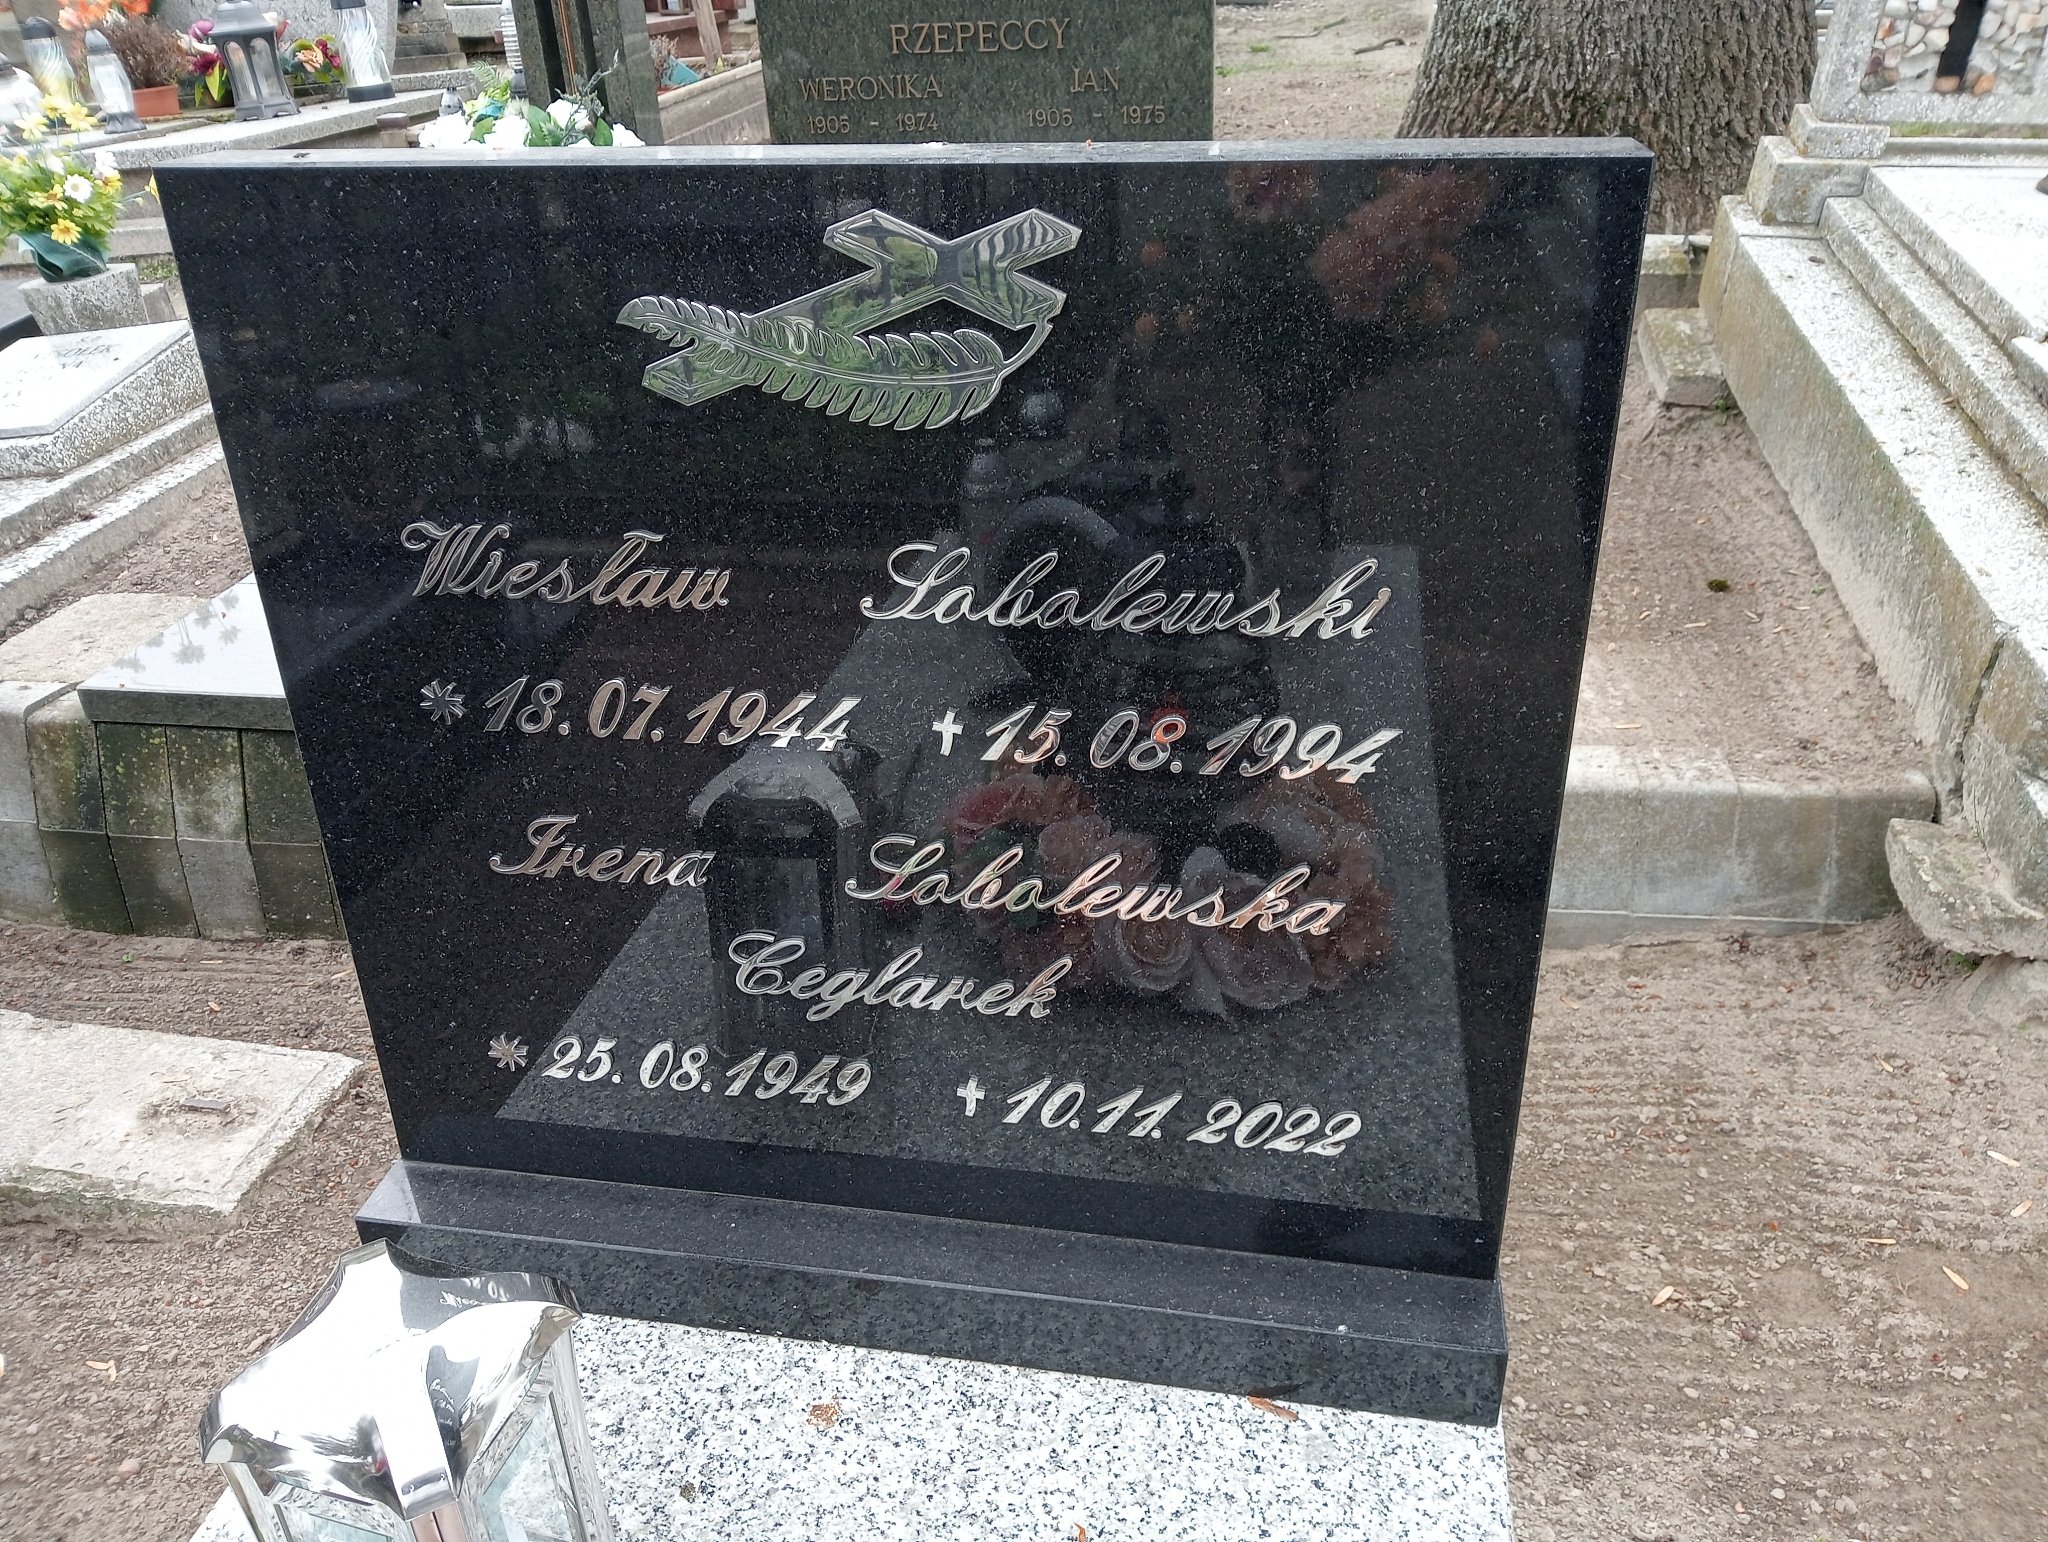 RZEPECCY
WERONIKA JAN
1905 - 1974 1905 - 1975
Wiesław Sobolewski
* 18.07.1944 + 15.08.1994
Irena Sobolewska
Ceglarek
* 25.08.1949 + 10.11.2022